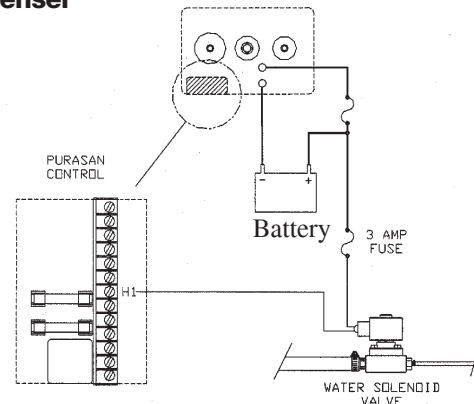 enser
PURASAN
CONTROL
- +
Battery
3 AMP
FUSE
H1
WATER SOLENOID
VALVE